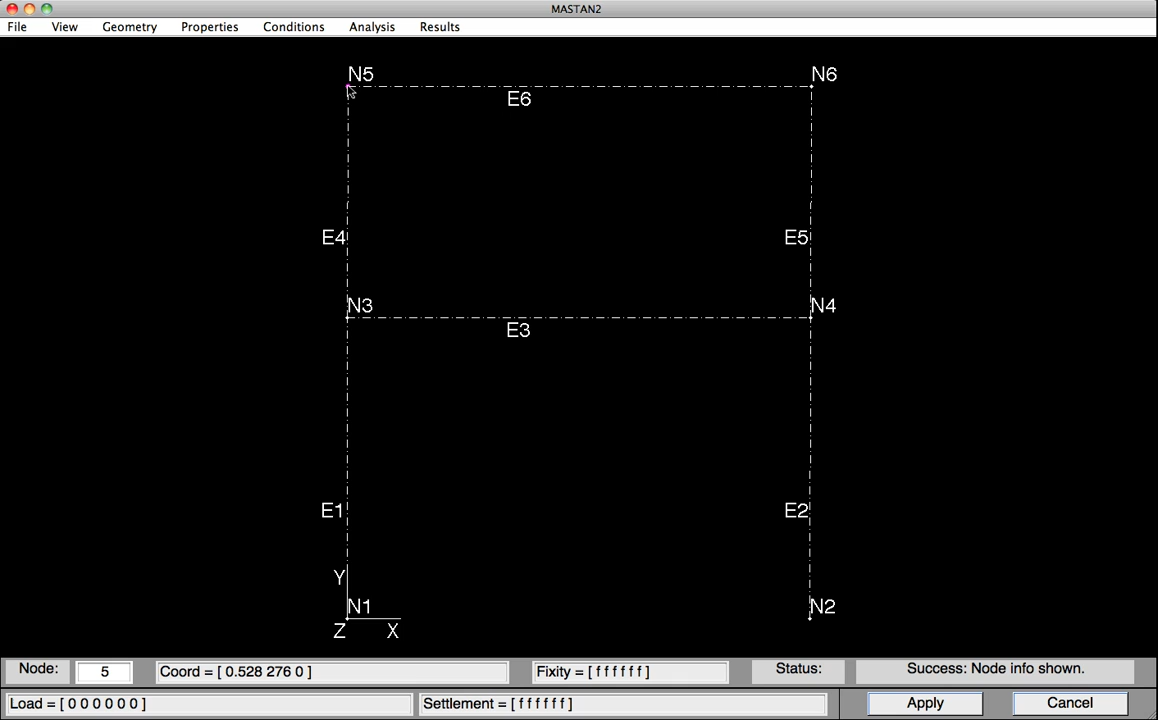 MASTAN2
File View Geometry Properties Conditions Analysis Results
N5 N6
E6
E4 E5
N3 N4
E3
E1 E2
Y
N1 N2
Z X
Node: 5 Coord = [ 0.528 276 0 ] Fixity = [ f f f f f f ] Status: Success: Node info shown.
Load = [ 0 0 0 0 0 0 ] Settlement = [ f f f f f f ] Apply Cancel